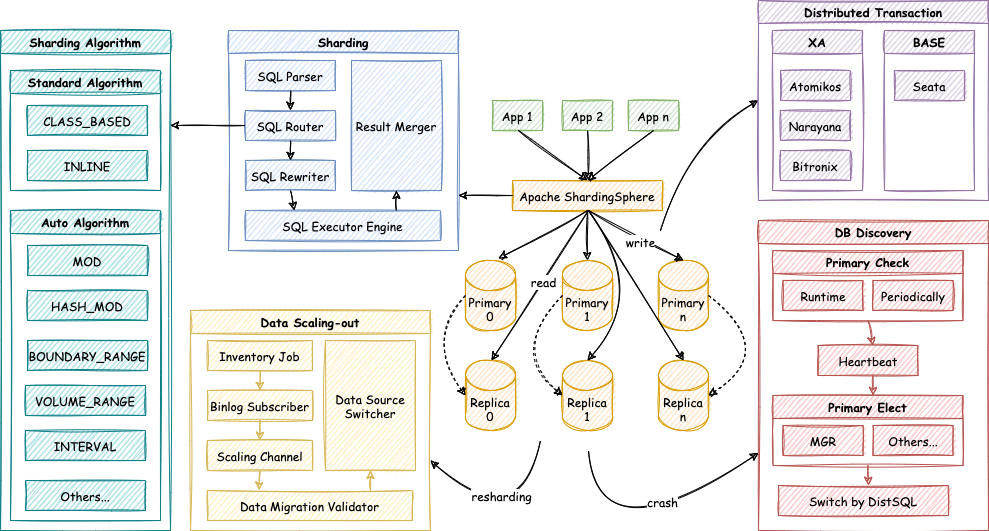 Sharding Algorithm
Standard Algorithm
CLASS_BASED
INLINE
Auto Algorithm
MOD
HASH_MOD
BOUNDARY_RANGE
VOLUME_RANGE
INTERVAL
Others...
Sharding
SQL Parser
SQL Router
SQL Rewriter
Result Merger
SQL Executor Engine
Data Scaling-out
Inventory Job
Binlog Subscriber
Scaling Channel
Data Source
Switcher
Data Migration Validator
App 1
App 2
App n
Apache ShardingSphere
write
read
Primary
0
Primary
1
Primary
n
Replica
0
Replica
1
Replica
n
resharding
crash
Distributed Transaction
XA
Atomikos
Narayana
Bitronix
BASE
Seata
DB Discovery
Primary Check
Runtime
Periodically
Heartbeat
Primary Elect
MGR
Others...
Switch by DistSQL